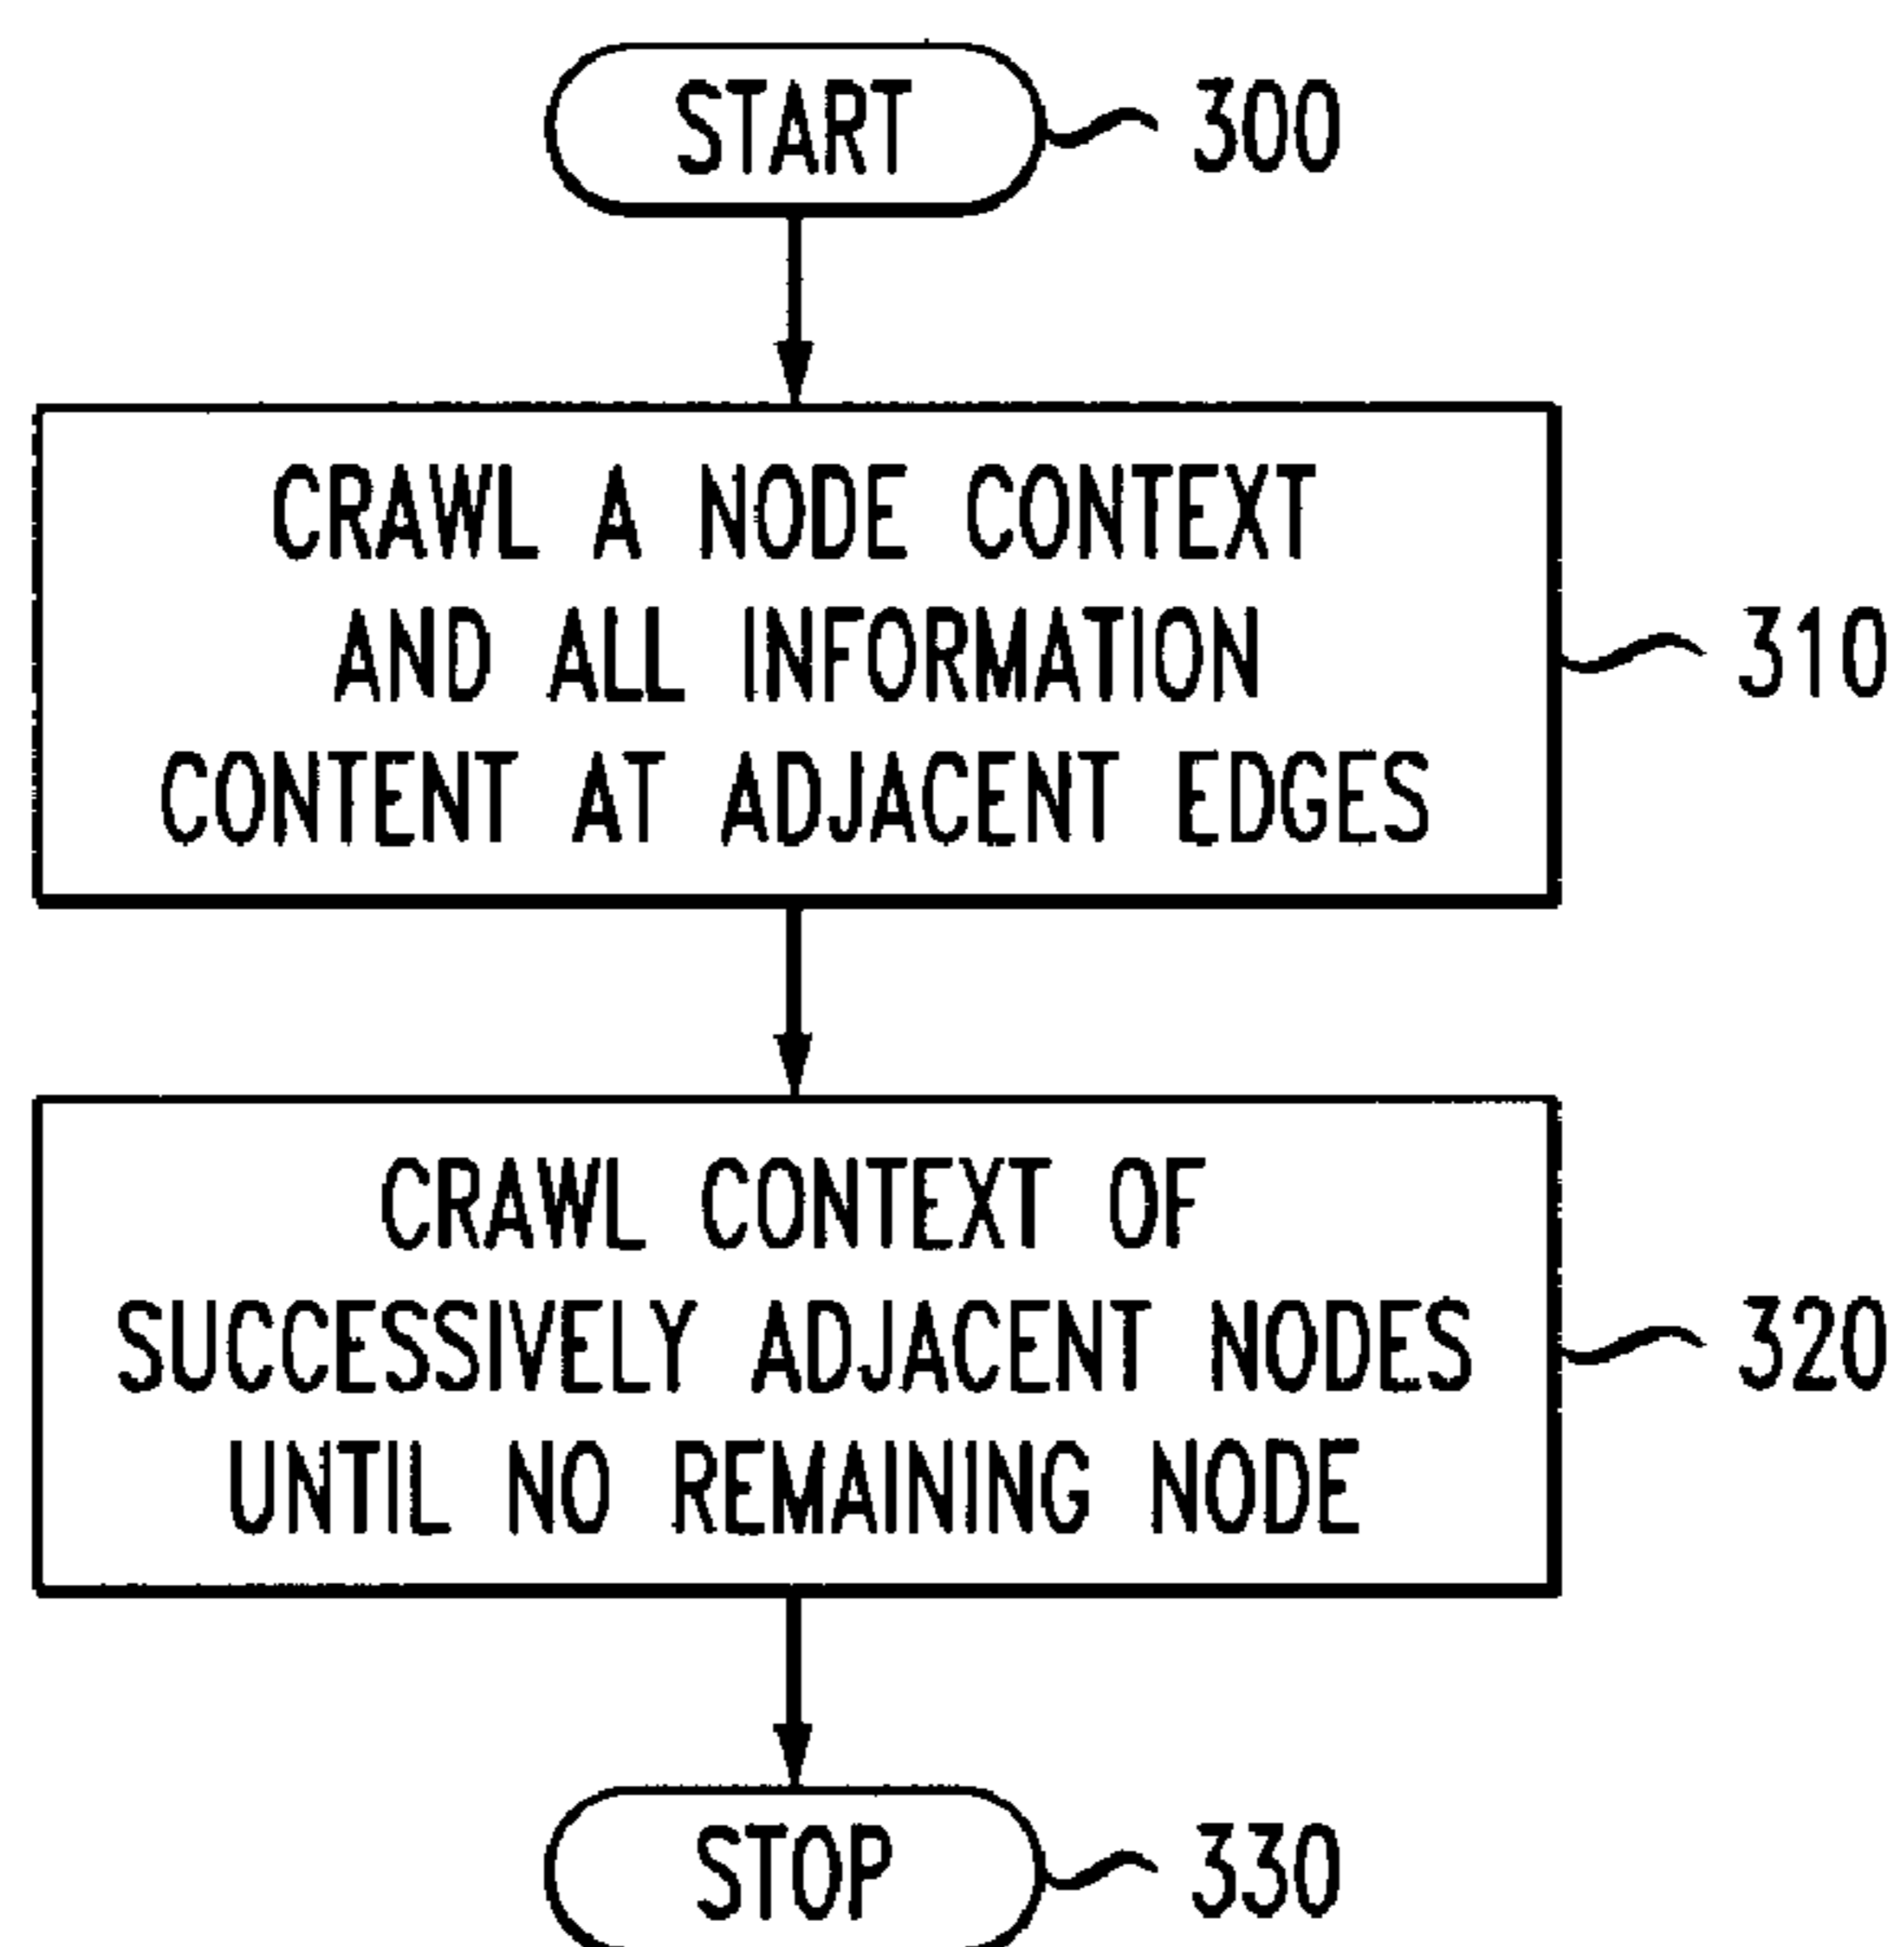 START
300
CRAWL A NODE CONTEXT
AND ALL INFORMATION
CONTENT AT ADJACENT EDGES
310
CRAWL CONTEXT OF
SUCCESSIVELY ADJACENT NODES
UNTIL NO REMAINING NODE
320
STOP
330